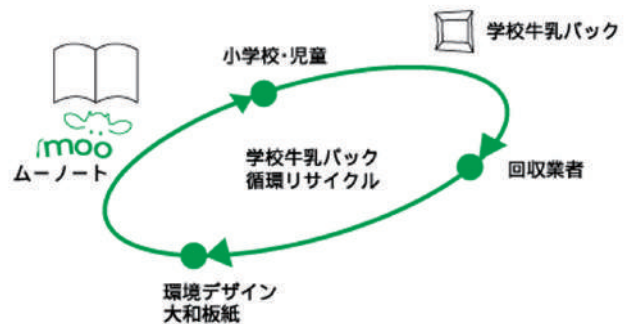 学校牛乳パック
小学校・児童
moo
ムーノート
学校牛乳パック
循環リサイクル
回収業者
環境デザイン
大和板紙